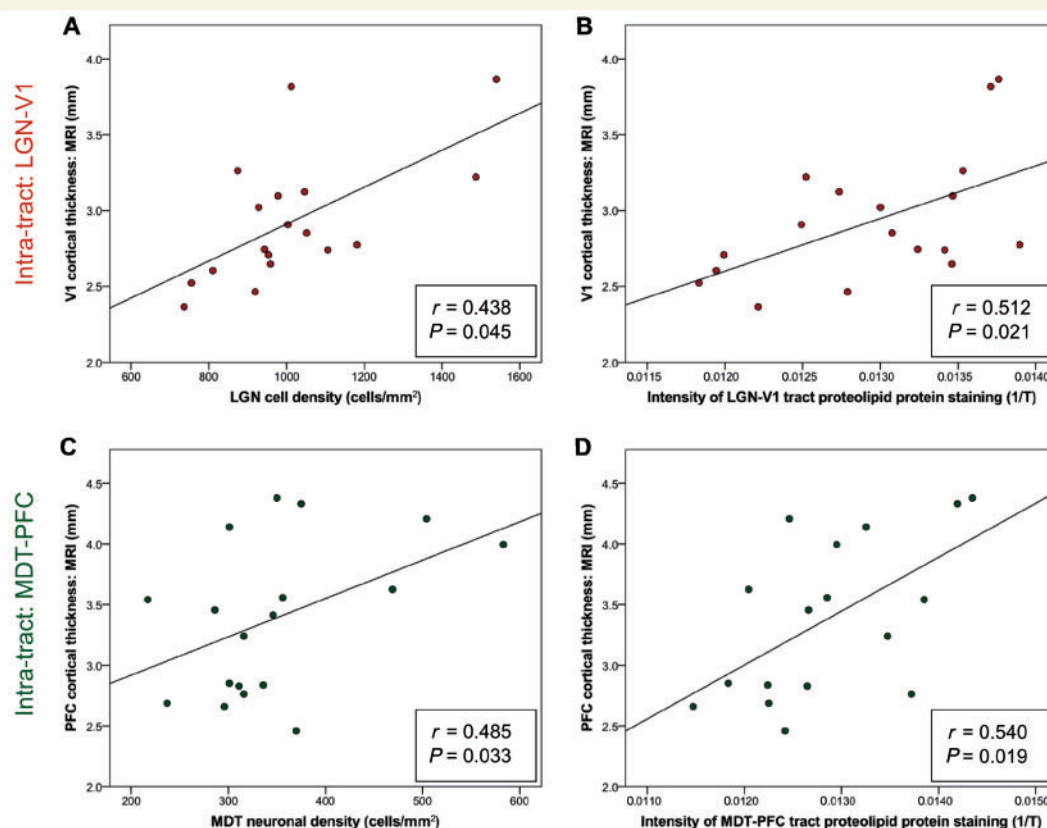 Intra-tract: LGN-V1
A
V1 cortical thickness: MRI (mm)
4.0
3.5
3.0
2.5
2.0
600 800 1000 1200 1400 1600
LGN cell density (cells/mm²)
r = 0.438
P = 0.045
B
V1 cortical thickness: MRI (mm)
4.0
3.5
3.0
2.5
2.0
0.0115 0.0120 0.0125 0.0130 0.0135 0.0140
Intensity of LGN-V1 tract proteolipid protein staining (1/T)
r = 0.512
P = 0.021
Intra-tract: MDT-PFC
C
PFC cortical thickness: MRI (mm)
4.5
4.0
3.5
3.0
2.5
2.0
200 300 400 500 600
MDT neuronal density (cells/mm²)
r = 0.485
P = 0.033
D
PFC cortical thickness: MRI (mm)
4.5
4.0
3.5
3.0
2.5
2.0
0.0110 0.0120 0.0130 0.0140 0.0150
Intensity of MDT-PFC tract proteolipid protein staining (1/T)
r = 0.540
P = 0.019